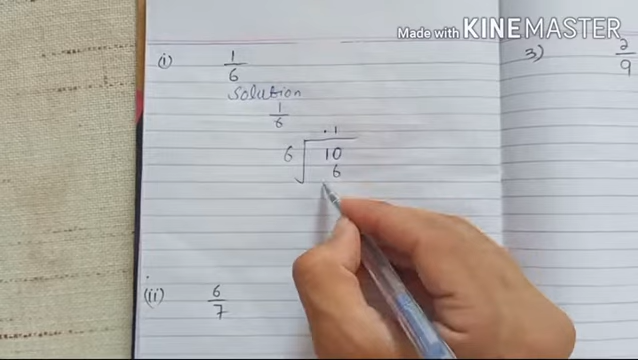 Made with KINEMASTER
(i) 1/6
Solution
1/6
.1
6 10
6
(ii) 6/7
3) 2/9